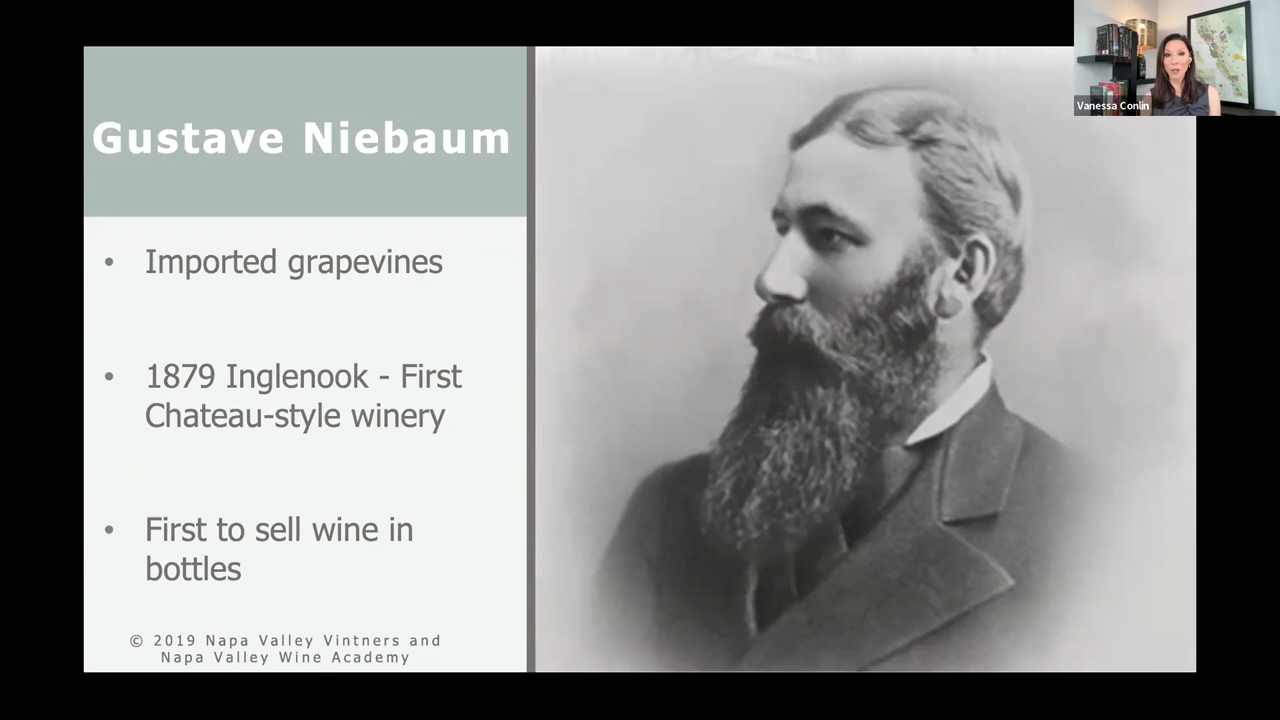 Gustave Niebaum
• Imported grapevines
• 1879 Inglenook - First
Chateau-style winery
• First to sell wine in
bottles
© 2019 Napa Valley Vintners and
Napa Valley Wine Academy
Vanessa Conlin